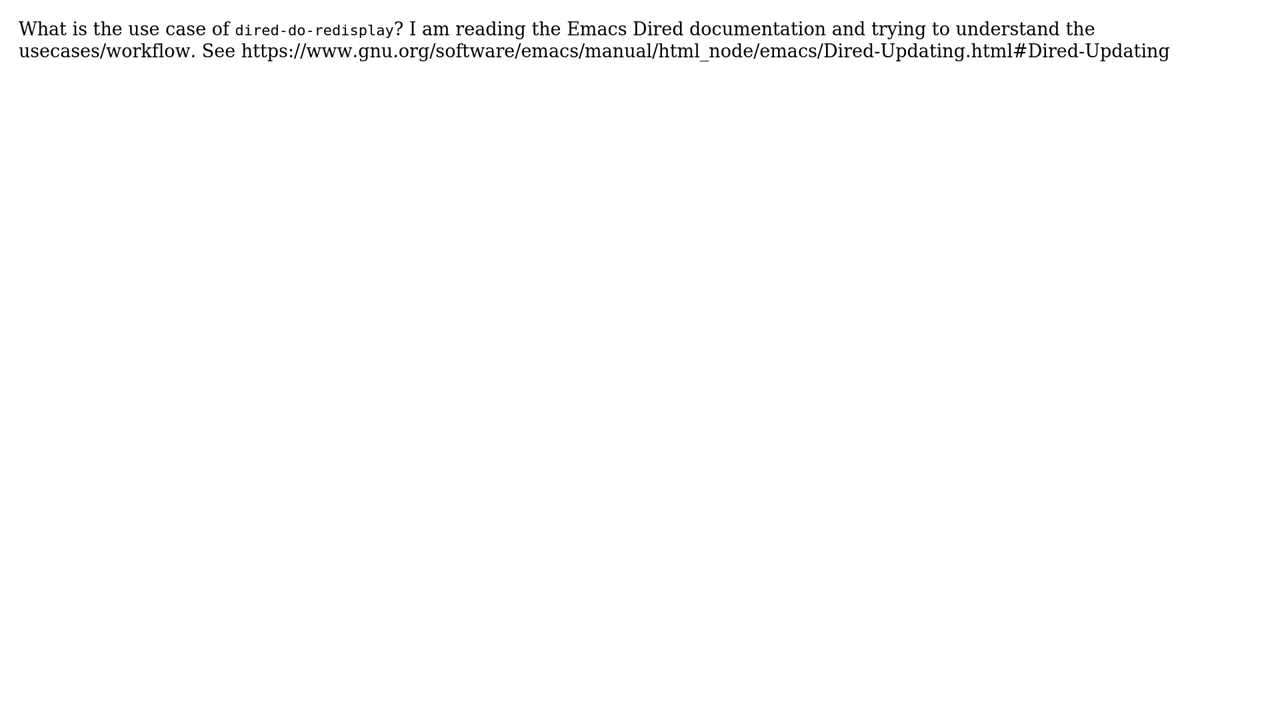 What is the use case of dired-do-redisplay? I am reading the Emacs Dired documentation and trying to understand the
usecases/workflow. See https://www.gnu.org/software/emacs/manual/html_node/emacs/Dired-Updating.html#Dired-Updating